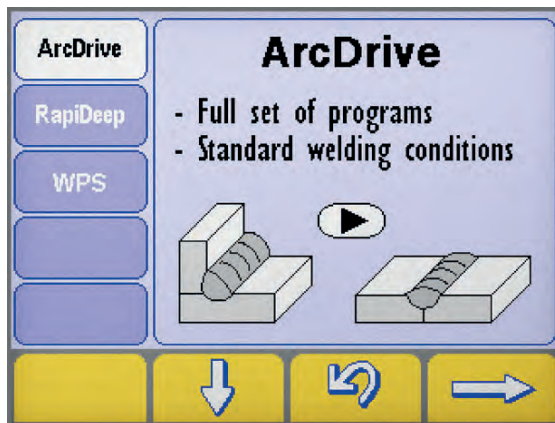 ArcDrive
RapiDeep
WPS
ArcDrive
- Full set of programs
- Standard welding conditions